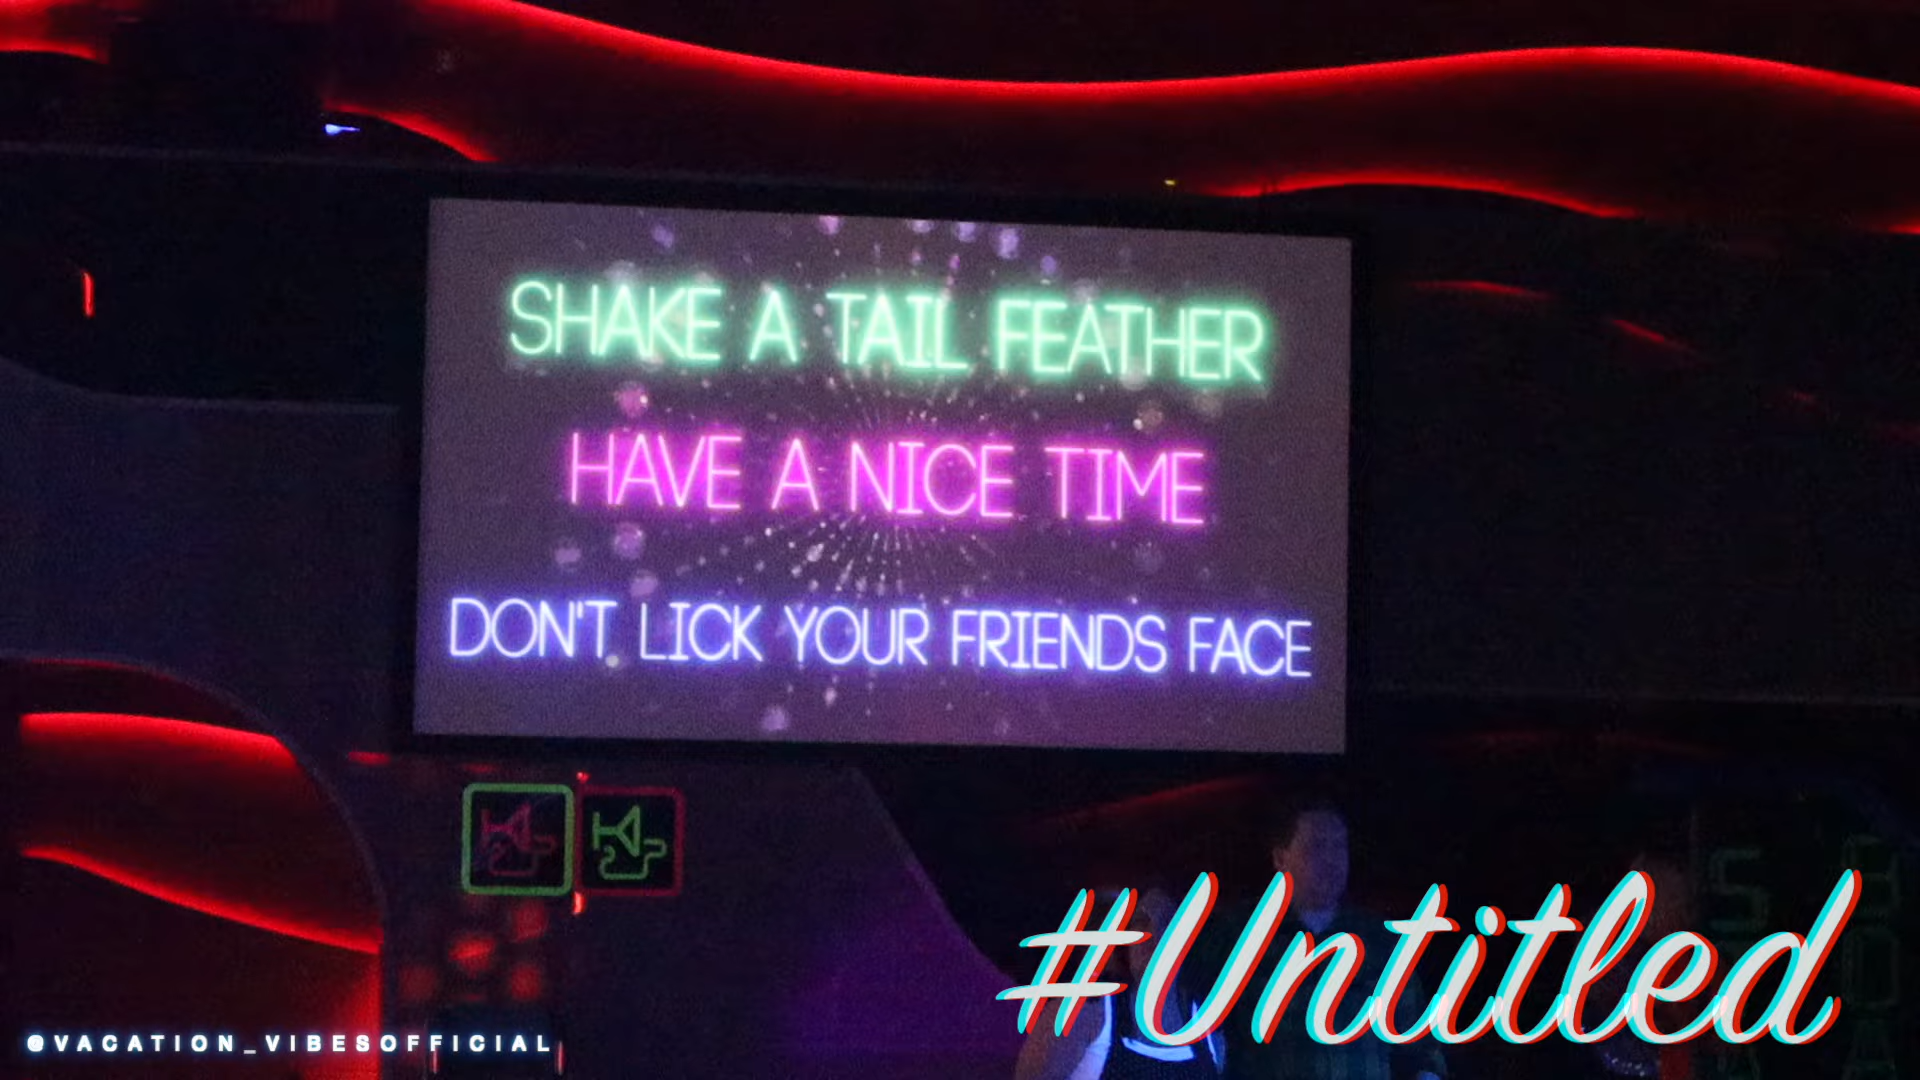 SHAKE A TAIL FEATHER
HAVE A NICE TIME
DON'T LICK YOUR FRIENDS FACE
#Untitled
@VACATION_VIBESOFFICIAL